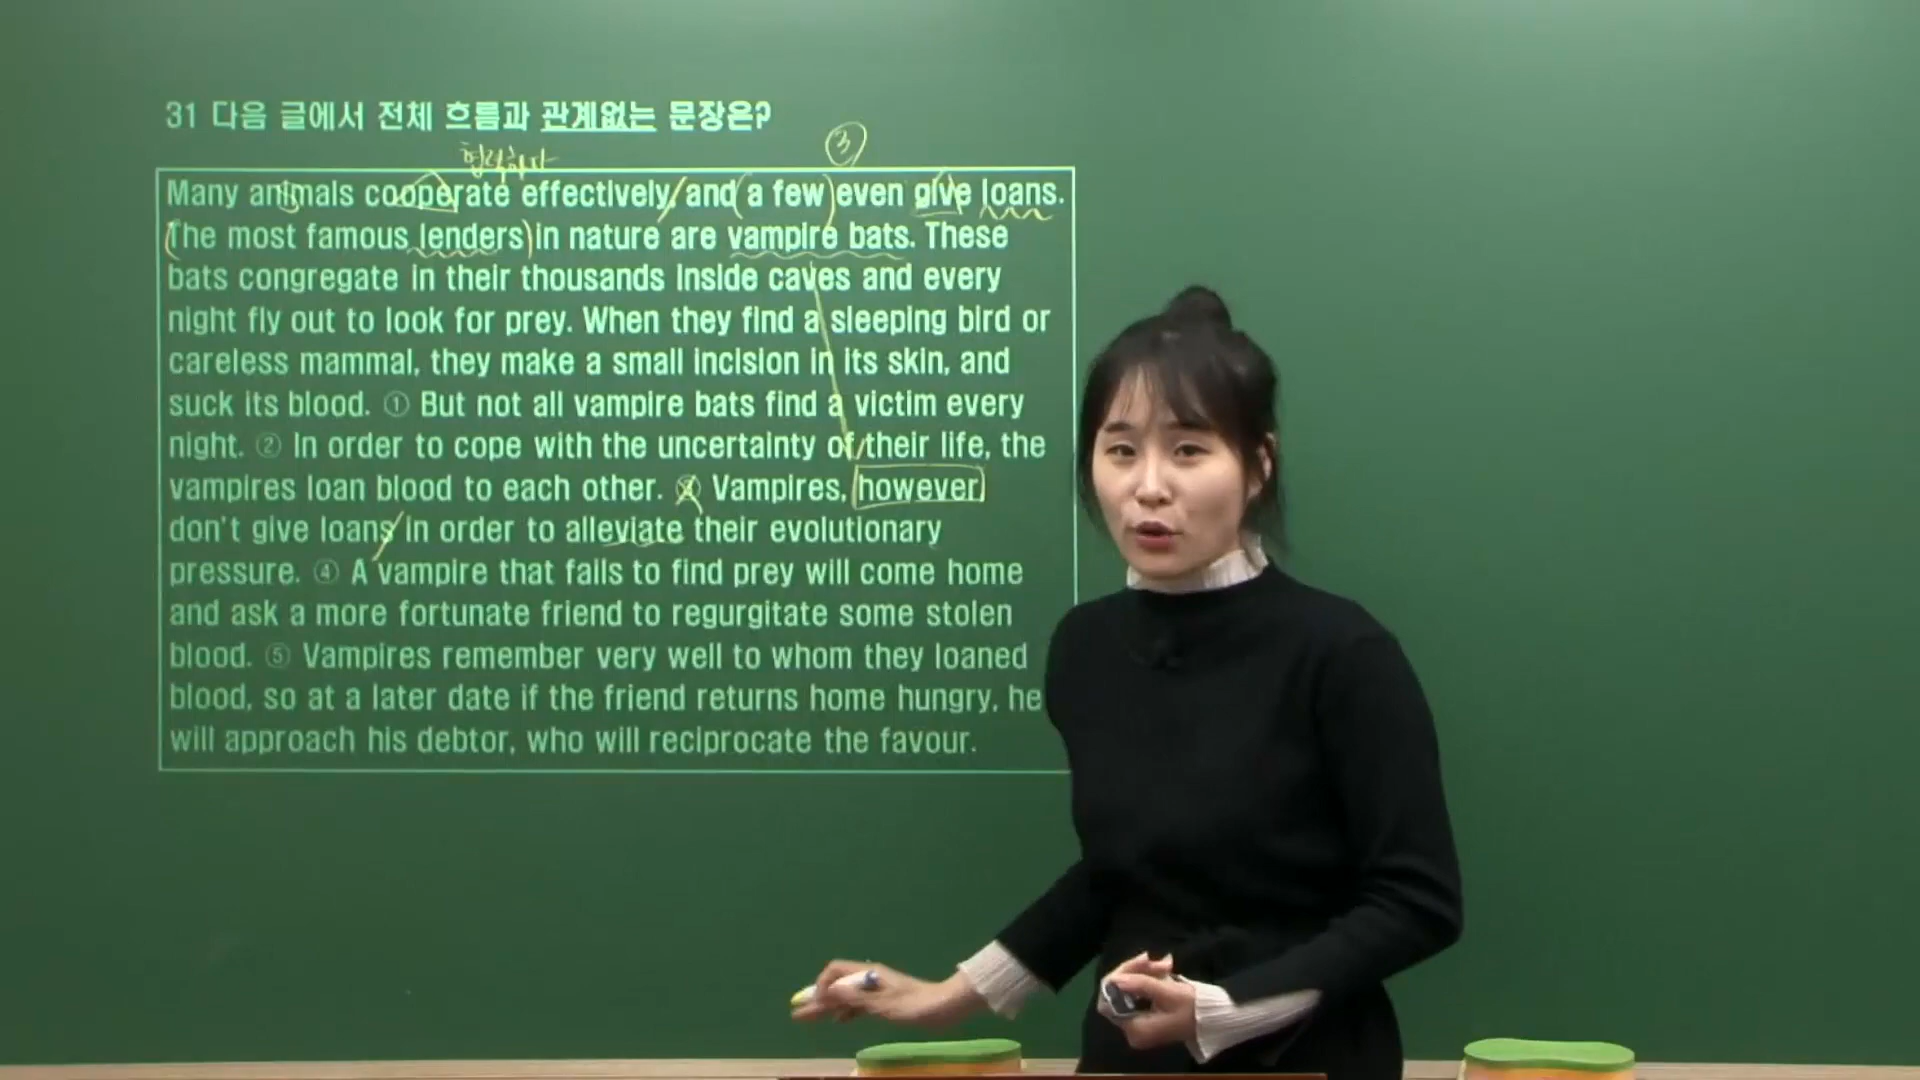 31 다음 글에서 전체 흐름과 관계없는 문장은?
③
협력하다
Many animals cooperate effectively, and a few even give loans.
The most famous lenders in nature are vampire bats. These
bats congregate in their thousands inside caves and every
night fly out to look for prey. When they find a sleeping bird or
careless mammal, they make a small incision in its skin, and
suck its blood. ① But not all vampire bats find a victim every
night. ② In order to cope with the uncertainty of their life, the
vampires loan blood to each other. ③ Vampires, however,
don't give loans in order to alleviate their evolutionary
pressure. ④ A vampire that fails to find prey will come home
and ask a more fortunate friend to regurgitate some stolen
blood. ⑤ Vampires remember very well to whom they loaned
blood, so at a later date if the friend returns home hungry, he
will approach his debtor, who will reciprocate the favour.